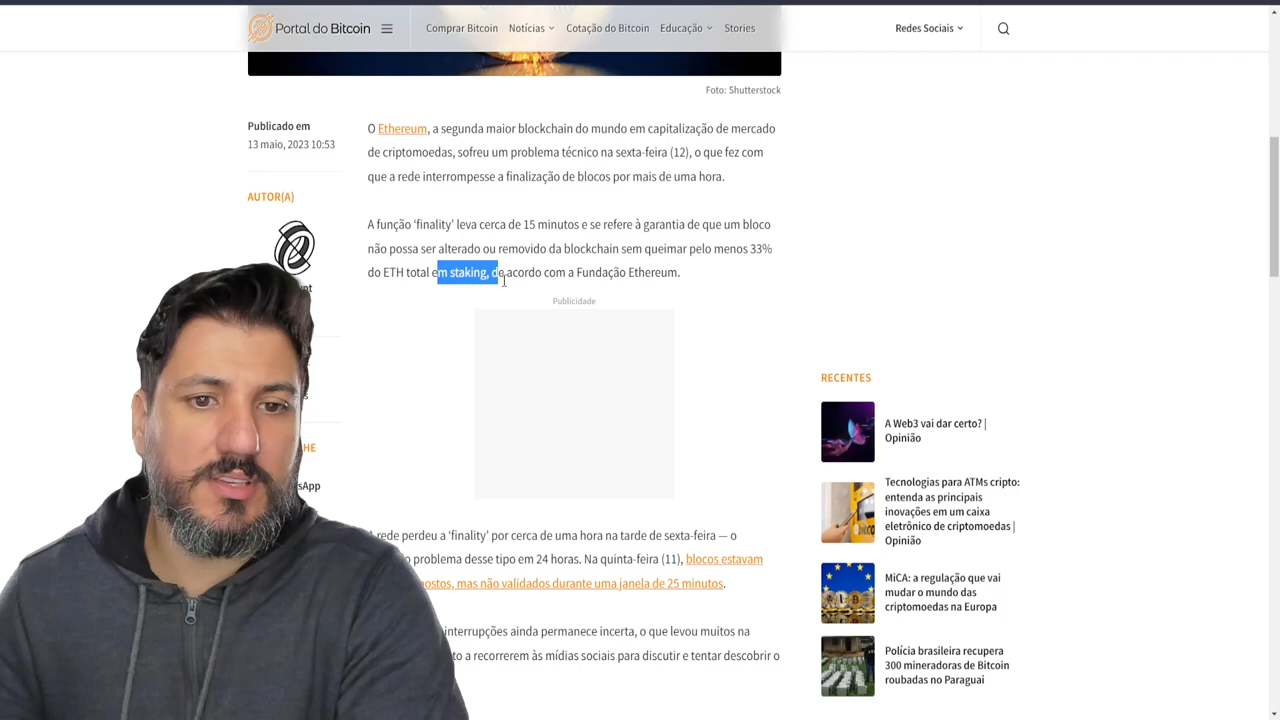 Portal do Bitcoin
Comprar Bitcoin
Notícias
Cotação do Bitcoin
Educação
Stories
Redes Sociais
Foto: Shutterstock
Publicado em
13 maio, 2023 10:53
AUTOR(A)
O Ethereum, a segunda maior blockchain do mundo em capitalização de mercado
de criptomoedas, sofreu um problema técnico na sexta-feira (12), o que fez com
que a rede interrompesse a finalização de blocos por mais de uma hora.
A função ‘finality’ leva cerca de 15 minutos e se refere à garantia de que um bloco
não possa ser alterado ou removido da blockchain sem queimar pelo menos 33%
do ETH total em staking, de acordo com a Fundação Ethereum.
Publicidade
rede perdeu a ‘finality’ por cerca de uma hora na tarde de sexta-feira — o
problema desse tipo em 24 horas. Na quinta-feira (11), blocos estavam
mas não validados durante uma janela de 25 minutos.
interrupções ainda permanece incerta, o que levou muitos na
a recorrerem às mídias sociais para discutir e tentar descobrir o
RECENTES
A Web3 vai dar certo? |
Opinião
Tecnologias para ATMs cripto:
entenda as principais
inovações em um caixa
eletrônico de criptomoedas |
Opinião
MiCA: a regulação que vai
mudar o mundo das
criptomoedas na Europa
Polícia brasileira recupera
300 mineradoras de Bitcoin
roubadas no Paraguai